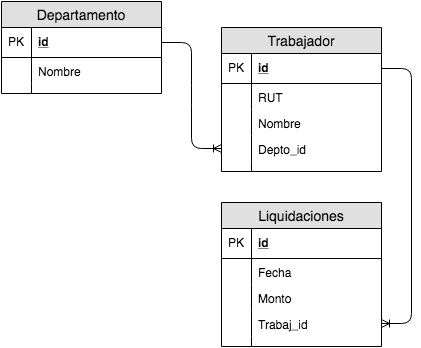 Departamento
PK id
Nombre
Trabajador
PK id
RUT
Nombre
Depto_id
Liquidaciones
PK id
Fecha
Monto
Trabaj_id